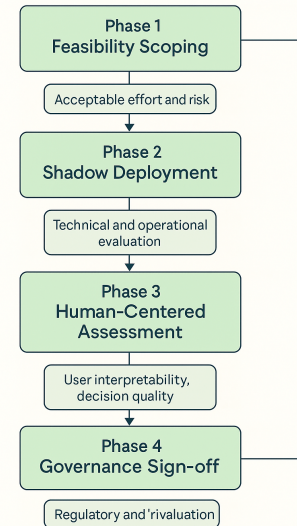 Phase 1
Feasibility Scoping
Acceptable effort and risk
Phase 2
Shadow Deployment
Technical and operational
evaluation
Phase 3
Human-Centered
Assessment
User interpretability,
decision quality
Phase 4
Governance Sign-off
Regulatory and 'rivaluation